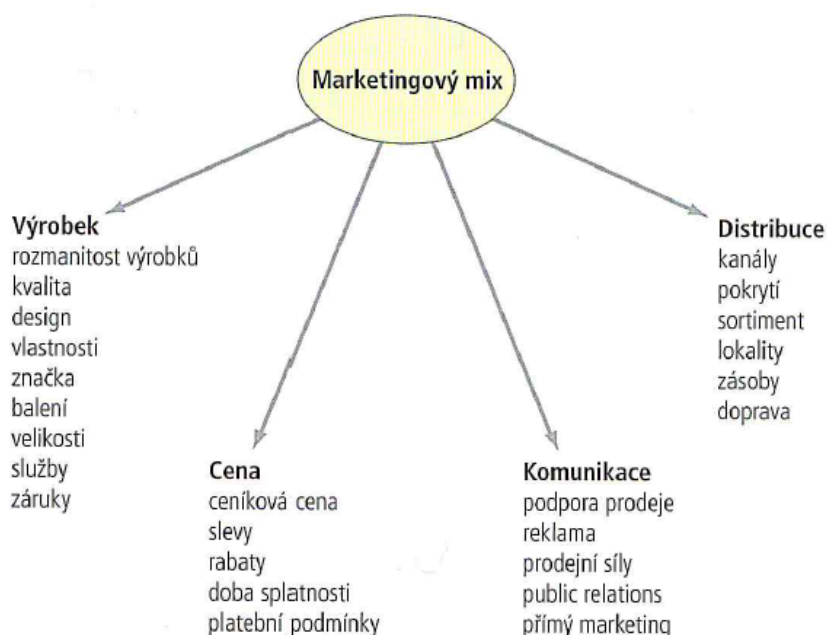 Marketingový mix
Výrobek
rozmanitost výrobků
kvalita
design
vlastnosti
značka
balení
velikosti
služby
záruky
Cena
ceníková cena
slevy
rabaty
doba splatnosti
platební podmínky
Komunikace
podpora prodeje
reklama
prodejní síly
public relations
přímý marketing
Distribuce
kanály
pokrytí
sortiment
lokality
zásoby
doprava